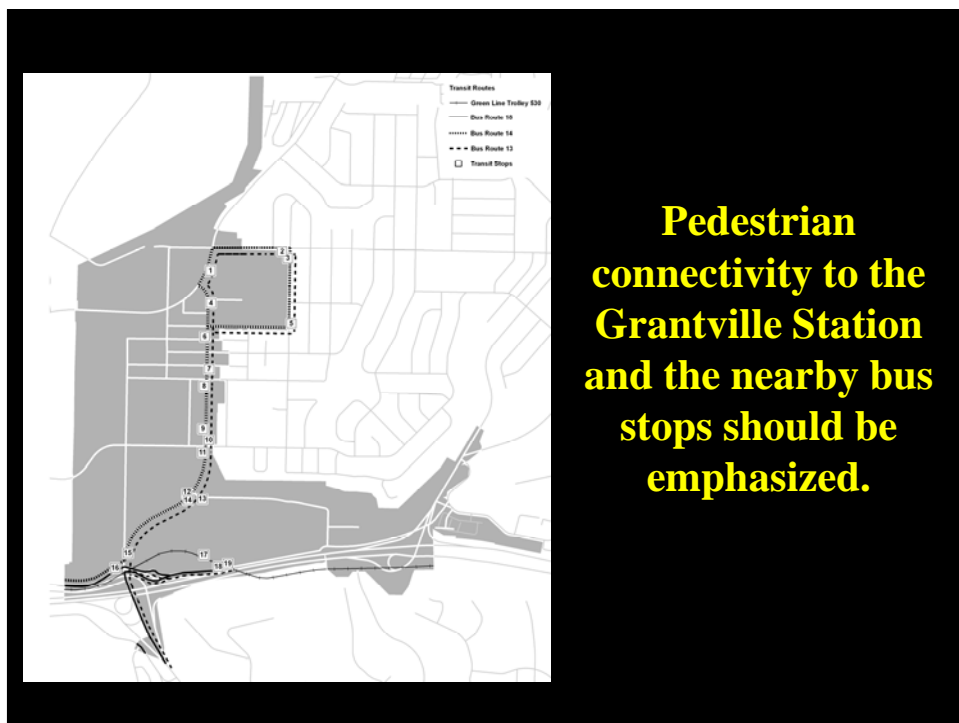 Transit Routes
Green Line Trolley 530
Bus Route 18
Bus Route 14
Bus Route 13
Transit Stops
2
3
1
4
5
6
7
8
9
10
11
12
14
13
15
17
16
18
19
Pedestrian
connectivity to the
Grantville Station
and the nearby bus
stops should be
emphasized.